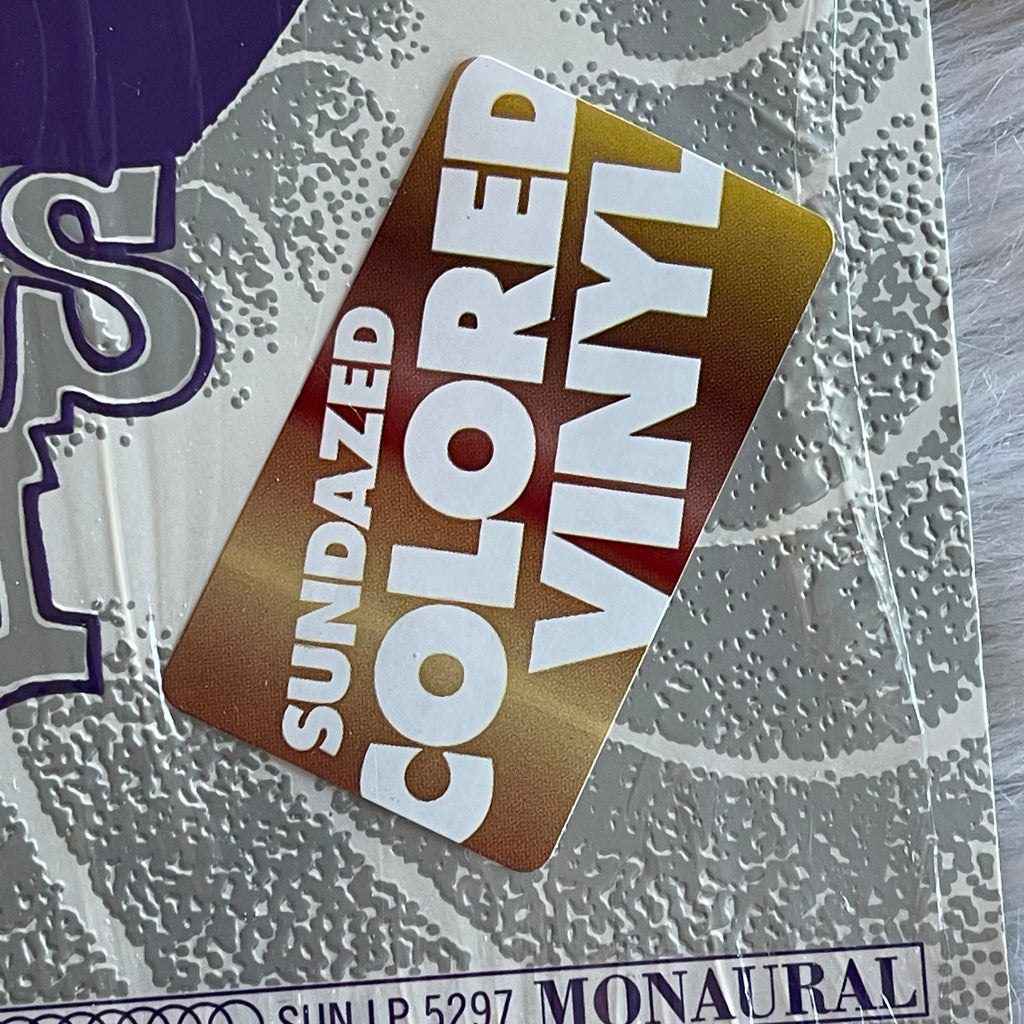 SUNDAZED
COLORED
VINYL
SUN LP 5297 MONAURAL